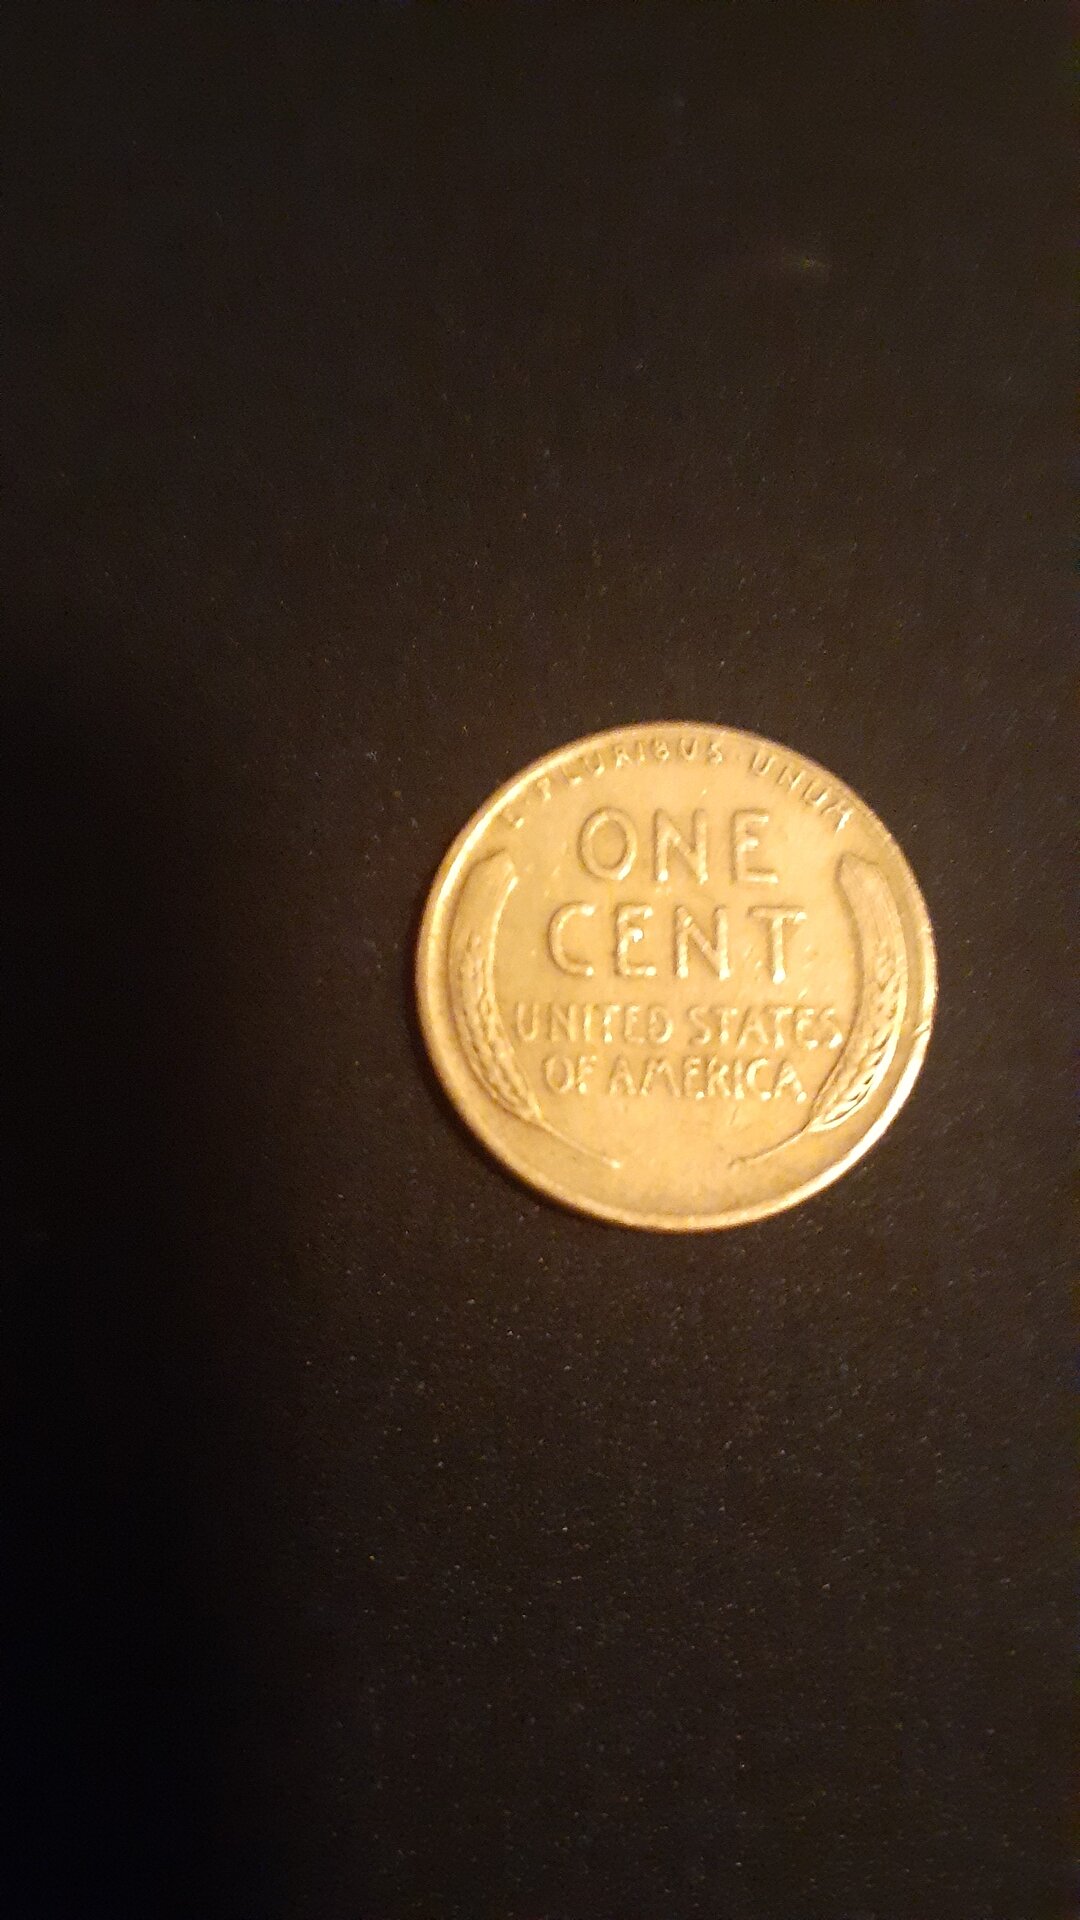 E·PLURIBUS·UNUM
ONE
CENT
UNITED STATES
OF AMERICA